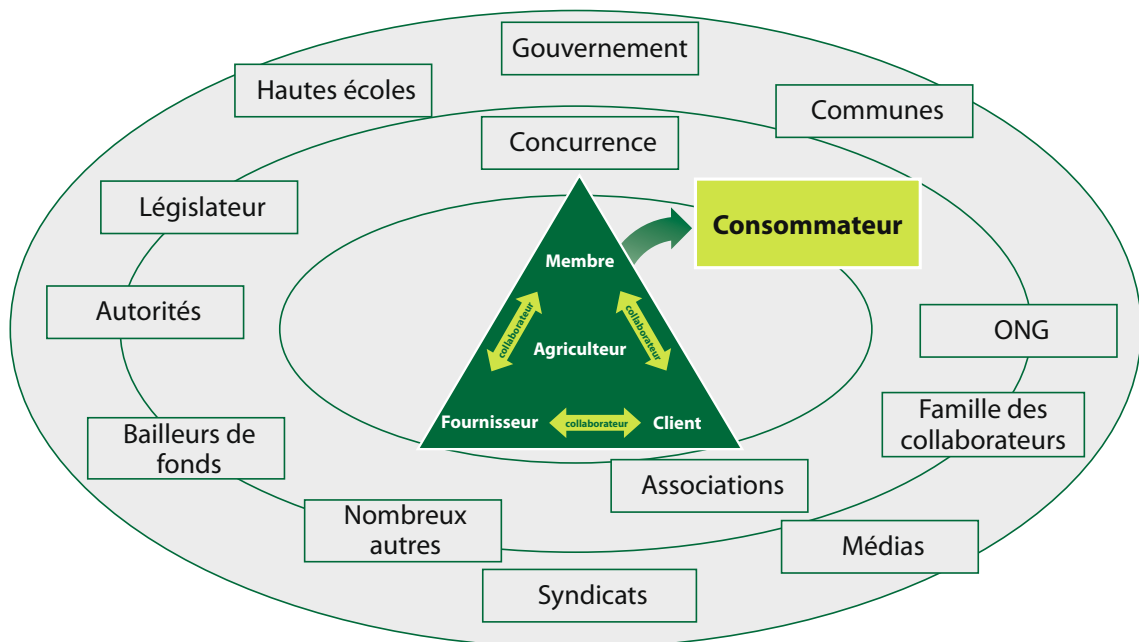 Gouvernement
Hautes écoles
Communes
Concurrence
Législateur
Consommateur
Membre
Autorités
collaborateur
collaborateur
ONG
Agriculteur
Fournisseur
collaborateur
Client
Famille des
collaborateurs
Bailleurs de
fonds
Associations
Nombreux
autres
Médias
Syndicats